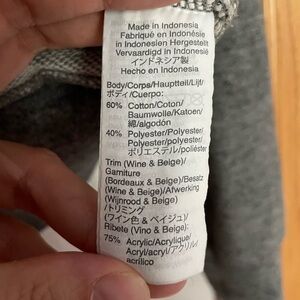 Made in Indonesia
Fabriqué en Indonésie
in Indonesien Hergestellt
Vervaardigd in Indonesië
インドネシア製
Hecho en Indonesia
Body/Corps/Hauptteil/Lijf/
ボディ/Cuerpo:
60% Cotton/Coton/
Baumwolle/Katoen/
綿/algodón
40% Polyester/Polyester/
Polyester/Polyester/
ポリエステル/poliéster
Trim (Wine & Beige)/
Garniture
(Bordeaux & Beige)/Besatz
(Wine & Beige)/Afwerking
(Wijnrood & Beige)
/トリミング
(ワイン色 & ベージュ)/
Ribete (Vino & Beige):
75% Acrylic/Acrylique/
Acryl/acryl/アクリル/
acrílico